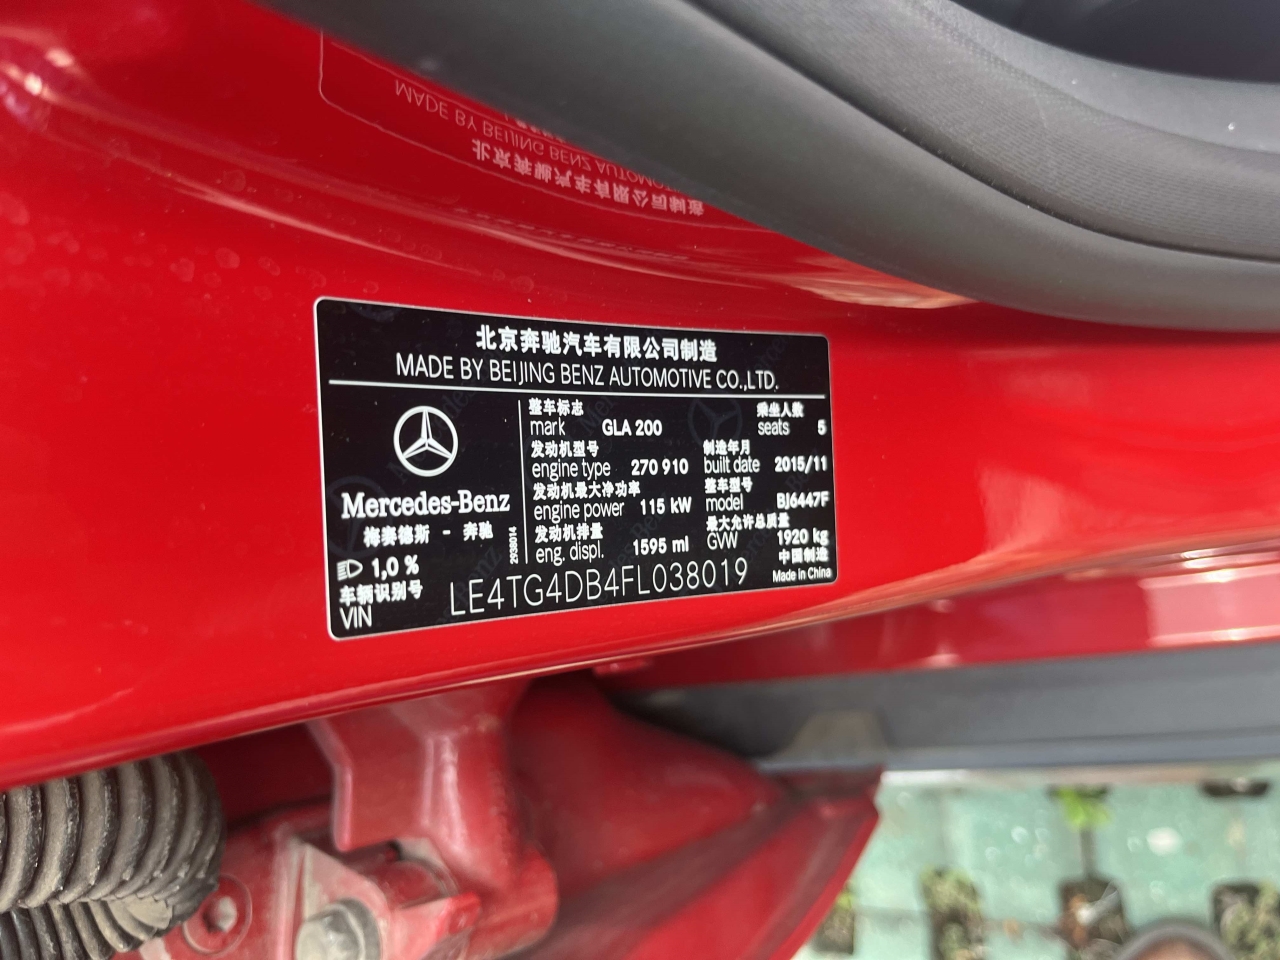 北京奔驰汽车有限公司制造
MADE BY BEIJING BENZ AUTOMOTIVE CO.,LTD.
Mercedes-Benz
梅赛德斯 - 奔驰
1,0 %
2938014
整车标志
mark GLA 200
乘坐人数
seats 5
发动机型号
engine type 270 910
制造年月
built date 2015/11
发动机最大净功率
engine power 115 kW
整车型号
model BJ6447F
发动机排量
eng. displ. 1595 ml
最大允许总质量
GVW 1920 kg
中国制造
Made in China
车辆识别号
VIN LE4TG4DB4FL038019